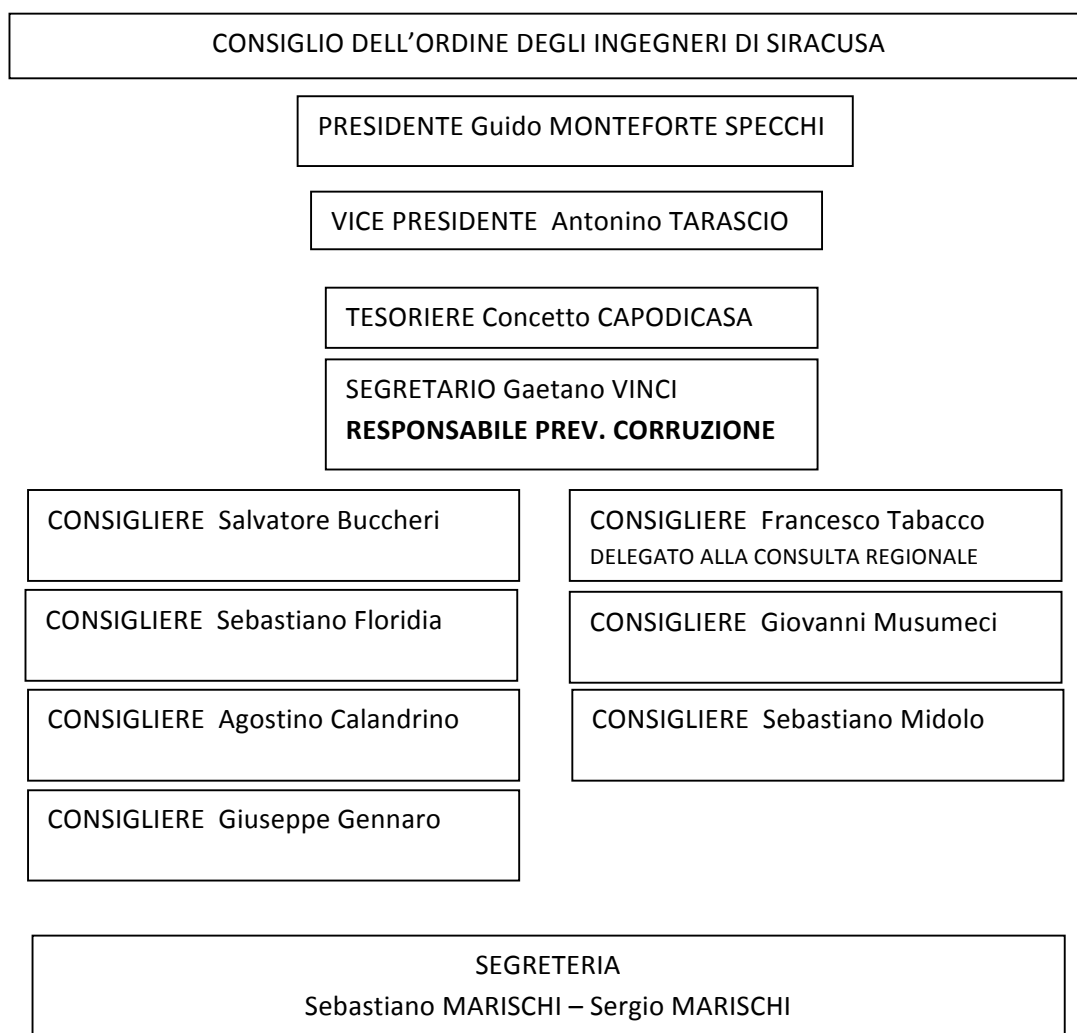 CONSIGLIO DELL’ORDINE DEGLI INGEGNERI DI SIRACUSA
PRESIDENTE Guido MONTEFORTE SPECCHI
VICE PRESIDENTE Antonino TARASCIO
TESORIERE Concetto CAPODICASA
SEGRETARIO Gaetano VINCI
RESPONSABILE PREV. CORRUZIONE
CONSIGLIERE Salvatore Buccheri
CONSIGLIERE Francesco Tabacco
DELEGATO ALLA CONSULTA REGIONALE
CONSIGLIERE Sebastiano Floridia
CONSIGLIERE Giovanni Musumeci
CONSIGLIERE Agostino Calandrino
CONSIGLIERE Sebastiano Midolo
CONSIGLIERE Giuseppe Gennaro
SEGRETERIA
Sebastiano MARISCHI – Sergio MARISCHI